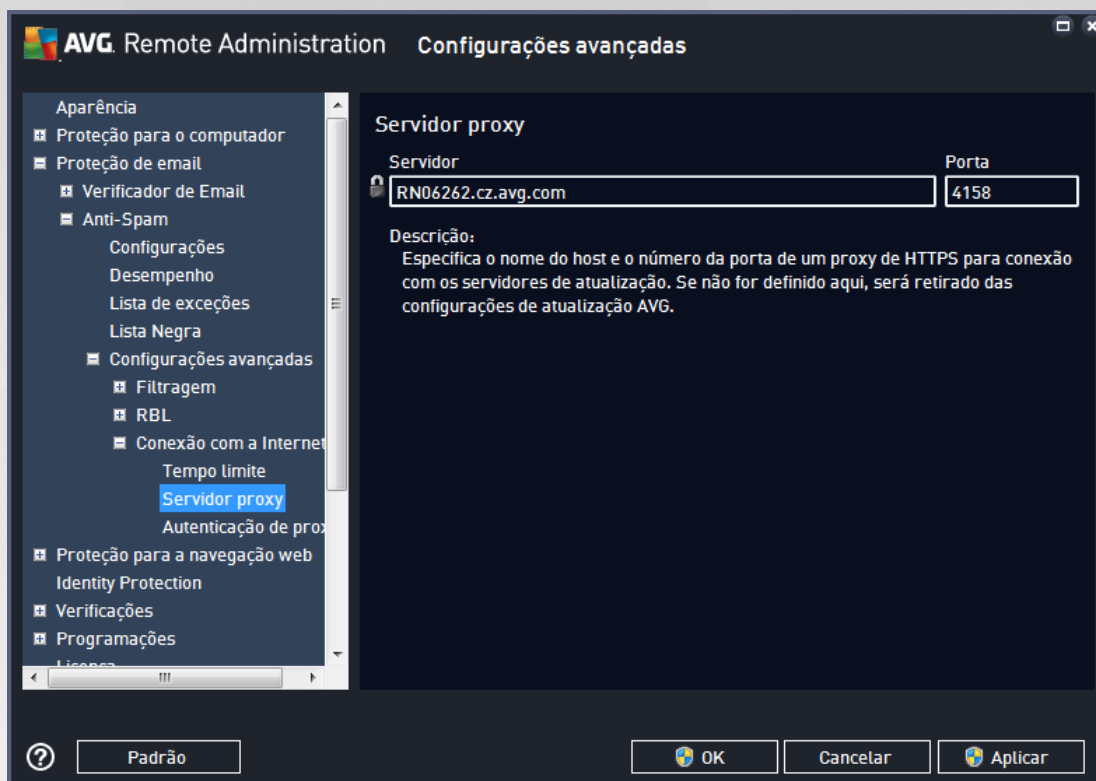 AVG. Remote Administration Configurações avançadas
Aparência
Proteção para o computador
Proteção de email
Verificador de Email
Anti-Spam
Configurações
Desempenho
Lista de exceções
Lista Negra
Configurações avançadas
Filtragem
RBL
Conexão com a Internet
Tempo limite
Servidor proxy
Autenticação de prox
Proteção para a navegação web
Identity Protection
Verificações
Programações
Licença
Servidor proxy
Servidor Porta
RN06262.cz.avg.com 4158
Descrição:
Especifica o nome do host e o número da porta de um proxy de HTTPS para conexão
com os servidores de atualização. Se não for definido aqui, será retirado das
configurações de atualização AVG.
Padrão OK Cancelar Aplicar